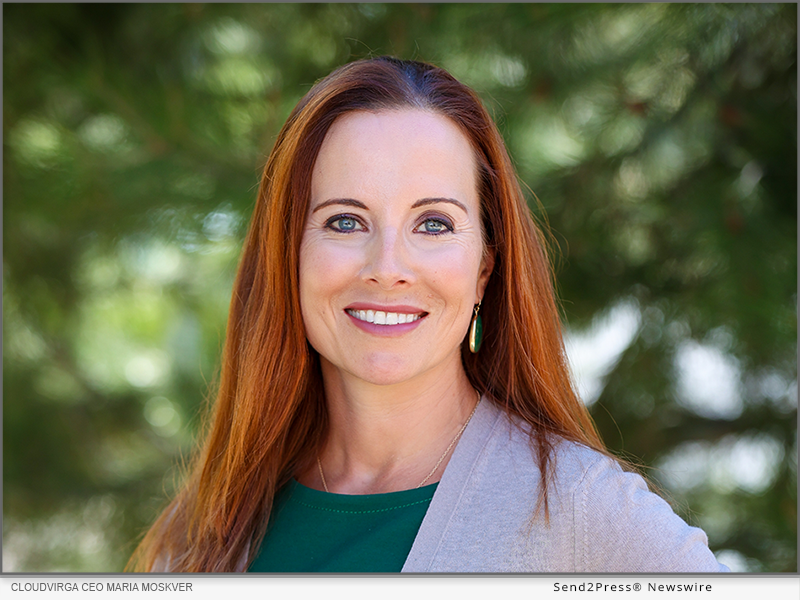 CLOUDVIRGA CEO MARIA MOSKVER
Send2Press® Newswire